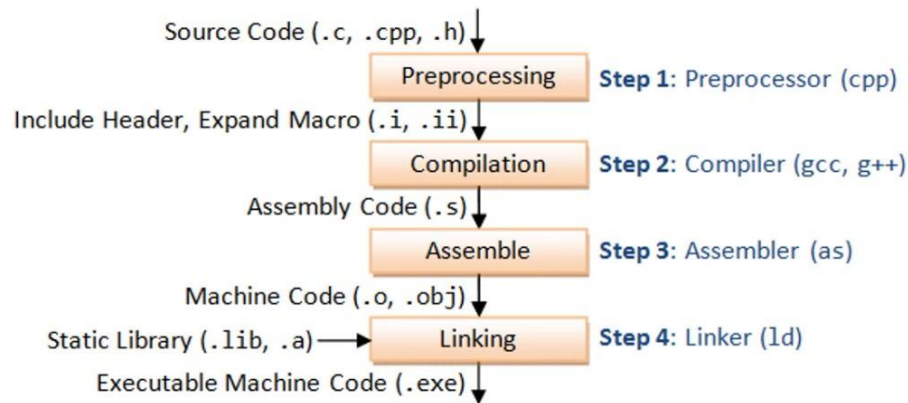 Source Code (.c, .cpp, .h)
Preprocessing
Step 1: Preprocessor (cpp)
Include Header, Expand Macro (.i, .ii)
Compilation
Step 2: Compiler (gcc, g++)
Assembly Code (.s)
Assemble
Step 3: Assembler (as)
Machine Code (.o, .obj)
Static Library (.lib, .a)
Linking
Step 4: Linker (ld)
Executable Machine Code (.exe)